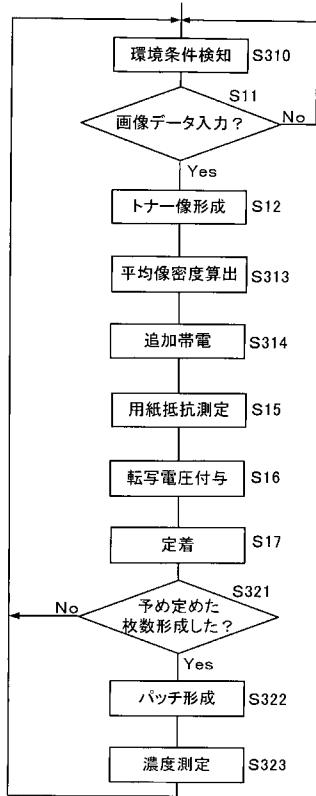 環境条件検知 S310
S11
画像データ入力？ No
Yes
トナー像形成 S12
平均像密度算出 S313
追加帯電 S314
用紙抵抗測定 S15
転写電圧付与 S16
定着 S17
S321
No 予め定めた
枚数形成した？
Yes
パッチ形成 S322
濃度測定 S323